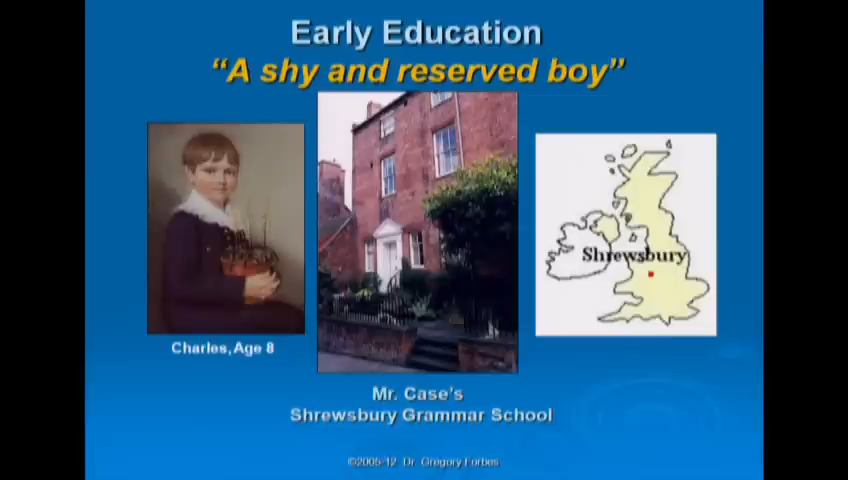 Early Education
“A shy and reserved boy”
Shrewsbury
Charles, Age 8
Mr. Case’s
Shrewsbury Grammar School
©2005-12 Dr. Gregory Forbes